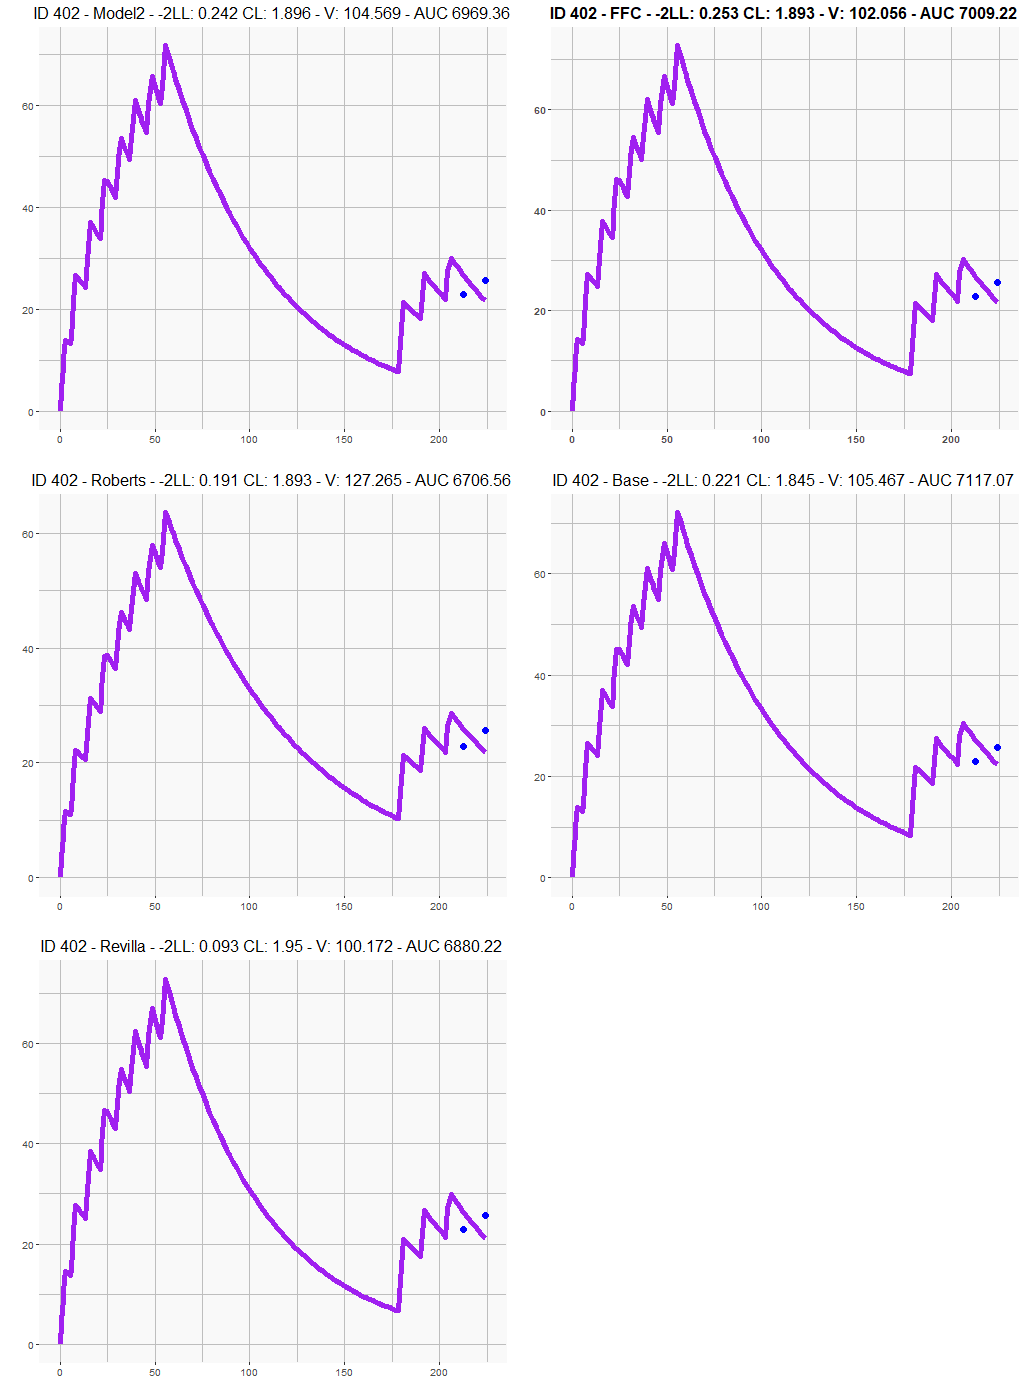 ID 402 - Model2 - -2LL: 0.242 CL: 1.896 - V: 104.569 - AUC 6969.36
60
40
20
0
0 50 100 150 200
ID 402 - FFC - -2LL: 0.253 CL: 1.893 - V: 102.056 - AUC 7009.22
60
40
20
0
0 50 100 150 200
ID 402 - Roberts - -2LL: 0.191 CL: 1.893 - V: 127.265 - AUC 6706.56
60
40
20
0
0 50 100 150 200
ID 402 - Base - -2LL: 0.221 CL: 1.845 - V: 105.467 - AUC 7117.07
60
40
20
0
0 50 100 150 200
ID 402 - Revilla - -2LL: 0.093 CL: 1.95 - V: 100.172 - AUC 6880.22
60
40
20
0
0 50 100 150 200